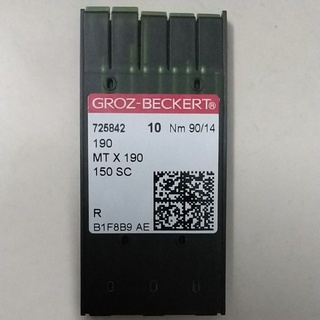 GROZ-BECKERT®
725842 10 Nm 90/14
190
MT X 190
150 SC
R
B1F8B9 AE